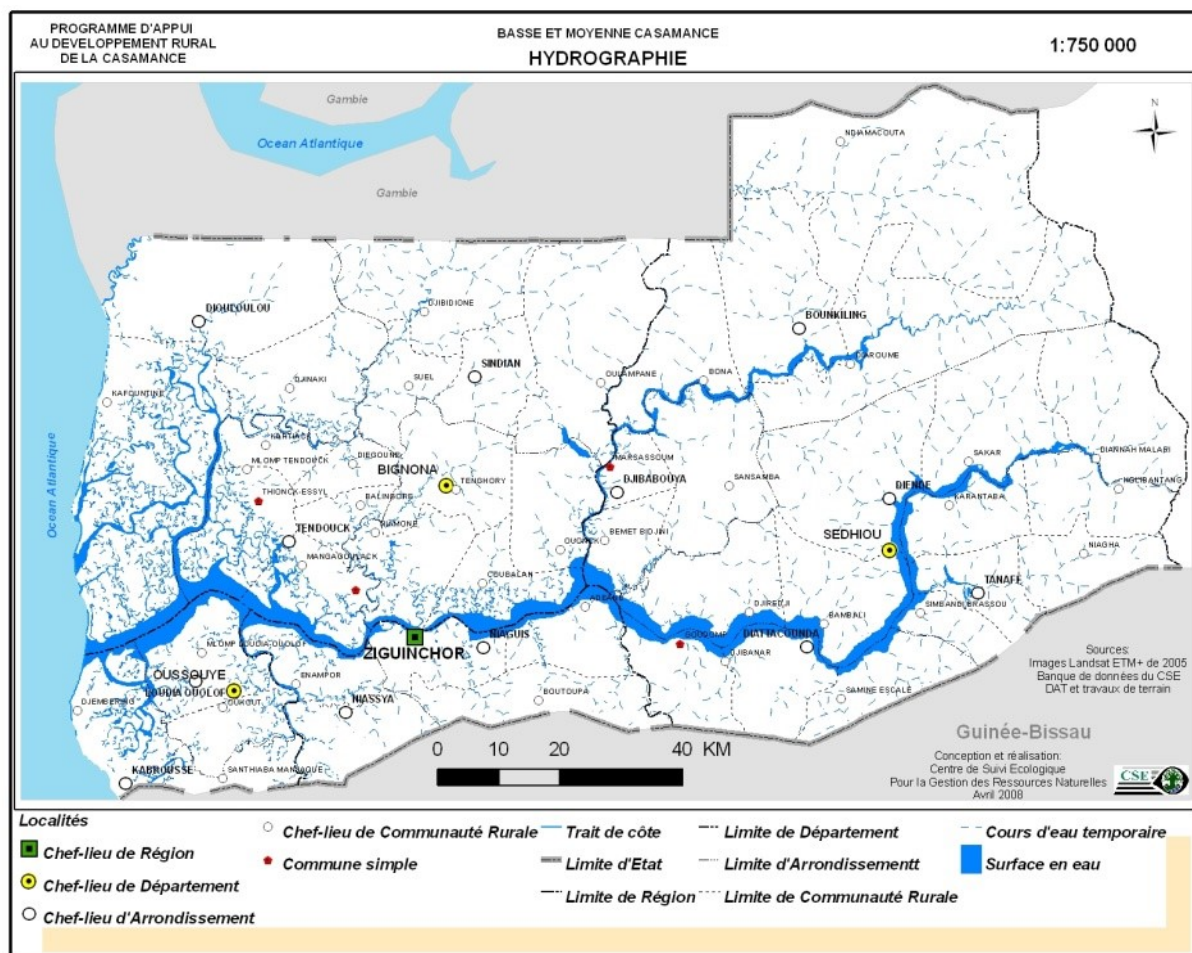 PROGRAMME D'APPUI
AU DEVELOPPEMENT RURAL
DE LA CASAMANCE
BASSE ET MOYENNE CASAMANCE
HYDROGRAPHIE
1:750 000
Gambie
Ocean Atlantique
Gambie
N
NDIAMACOUTA
DIOULOULOU
DJIBIDIONE
BOUNKILING
DIAROUME
SINDIAN
SUEL
OULAMPANE
BONA
DJINAKI
KAFOUNTINE
Ocean Atlantique
KARTIACK
MLOMP TENDOUCK
DIEGOUNE
BIGNONA
TENGHORY
MARSASSOUM
DJIBABOUYA
SANSAMBA
SAKAR
DIANNAH MALARI
NGLIBANTANG
DIENDE
KARANTABA
THIONCK-ESSYL
BALINGORE
NIAMONE
TENDOUCK
MANGAGOULACK
OUONCK
BEMET BIDJINI
SEDHIOU
NIAGHA
COUBALAN
ADEANE
TANAFF
SIMBANDI BRASSOU
DJIREDJI
BAMBALI
ZIGUINCHOR
NIAGUIS
GOUDOMP
DIATTACOUNDA
DJIBANAR
MLOMP LOUDIA OUOLOF
OUSSOUYE
LOUDIA OUOLOF
ENAMPOR
OUKOUT
NIASSYA
BOUTOUPA
SAMINE ESCALE
DJEMBERING
KABROUSSE
SANTHIABA MANJAQUE
0 10 20 40 KM
Sources:
Images Landsat ETM+ de 2005
Banque de données du CSE
DAT et travaux de terrain
Guinée-Bissau
Conception et réalisation:
Centre de Suivi Ecologique
Pour la Gestion des Ressources Naturelles
Avril 2008
CSE
Localités
Chef-lieu de Région
Chef-lieu de Département
Chef-lieu d'Arrondissement
Chef-lieu de Communauté Rurale
Commune simple
Trait de côte
Limite d'Etat
Limite de Région
Limite de Département
Limite d'Arrondissementt
Limite de Communauté Rurale
Cours d'eau temporaire
Surface en eau